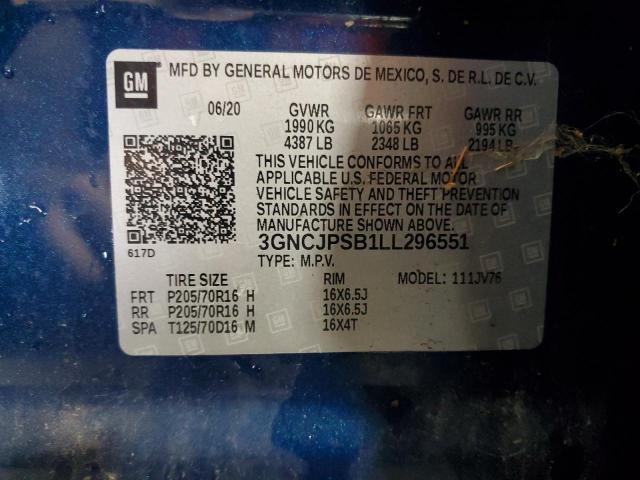 GM
MFD BY GENERAL MOTORS DE MEXICO, S. DE R.L. DE C.V.
06/20 GVWR GAWR FRT GAWR RR
1990 KG 1065 KG 995 KG
4387 LB 2348 LB 2194 LB
THIS VEHICLE CONFORMS TO ALL
APPLICABLE U.S. FEDERAL MOTOR
VEHICLE SAFETY AND THEFT PREVENTION
STANDARDS IN EFFECT ON THE DATE OF
MANUFACTURE SHOWN ABOVE.
3GNCJPSB1LL296551
617D
TYPE: M.P.V.
TIRE SIZE RIM MODEL: 111JV76
FRT P205/70R16 H 16X6.5J
RR P205/70R16 H 16X6.5J
SPA T125/70D16 M 16X4T